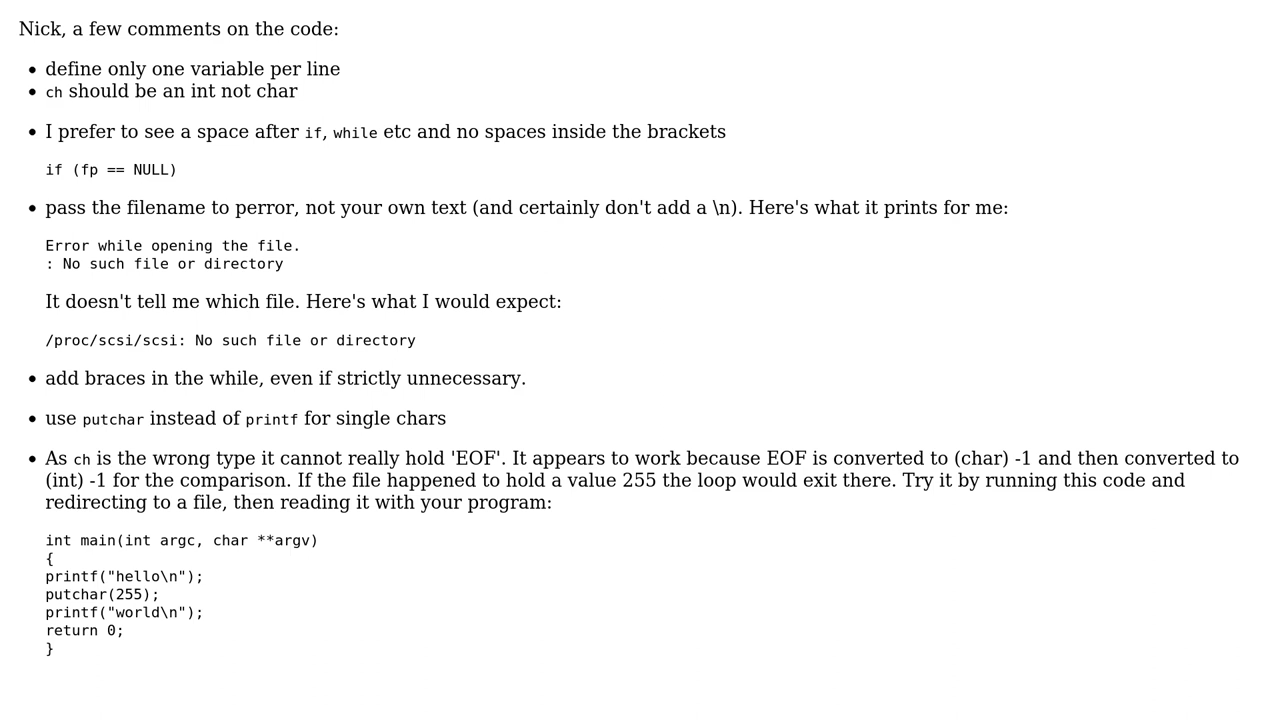 Nick, a few comments on the code:
define only one variable per line
ch should be an int not char
I prefer to see a space after if, while etc and no spaces inside the brackets
if (fp == NULL)
pass the filename to perror, not your own text (and certainly don't add a \n). Here's what it prints for me:
Error while opening the file.
: No such file or directory
It doesn't tell me which file. Here's what I would expect:
/proc/scsi/scsi: No such file or directory
add braces in the while, even if strictly unnecessary.
use putchar instead of printf for single chars
As ch is the wrong type it cannot really hold 'EOF'. It appears to work because EOF is converted to (char) -1 and then converted to
(int) -1 for the comparison. If the file happened to hold a value 255 the loop would exit there. Try it by running this code and
redirecting to a file, then reading it with your program:
int main(int argc, char **argv)
{
printf("hello\n");
putchar(255);
printf("world\n");
return 0;
}